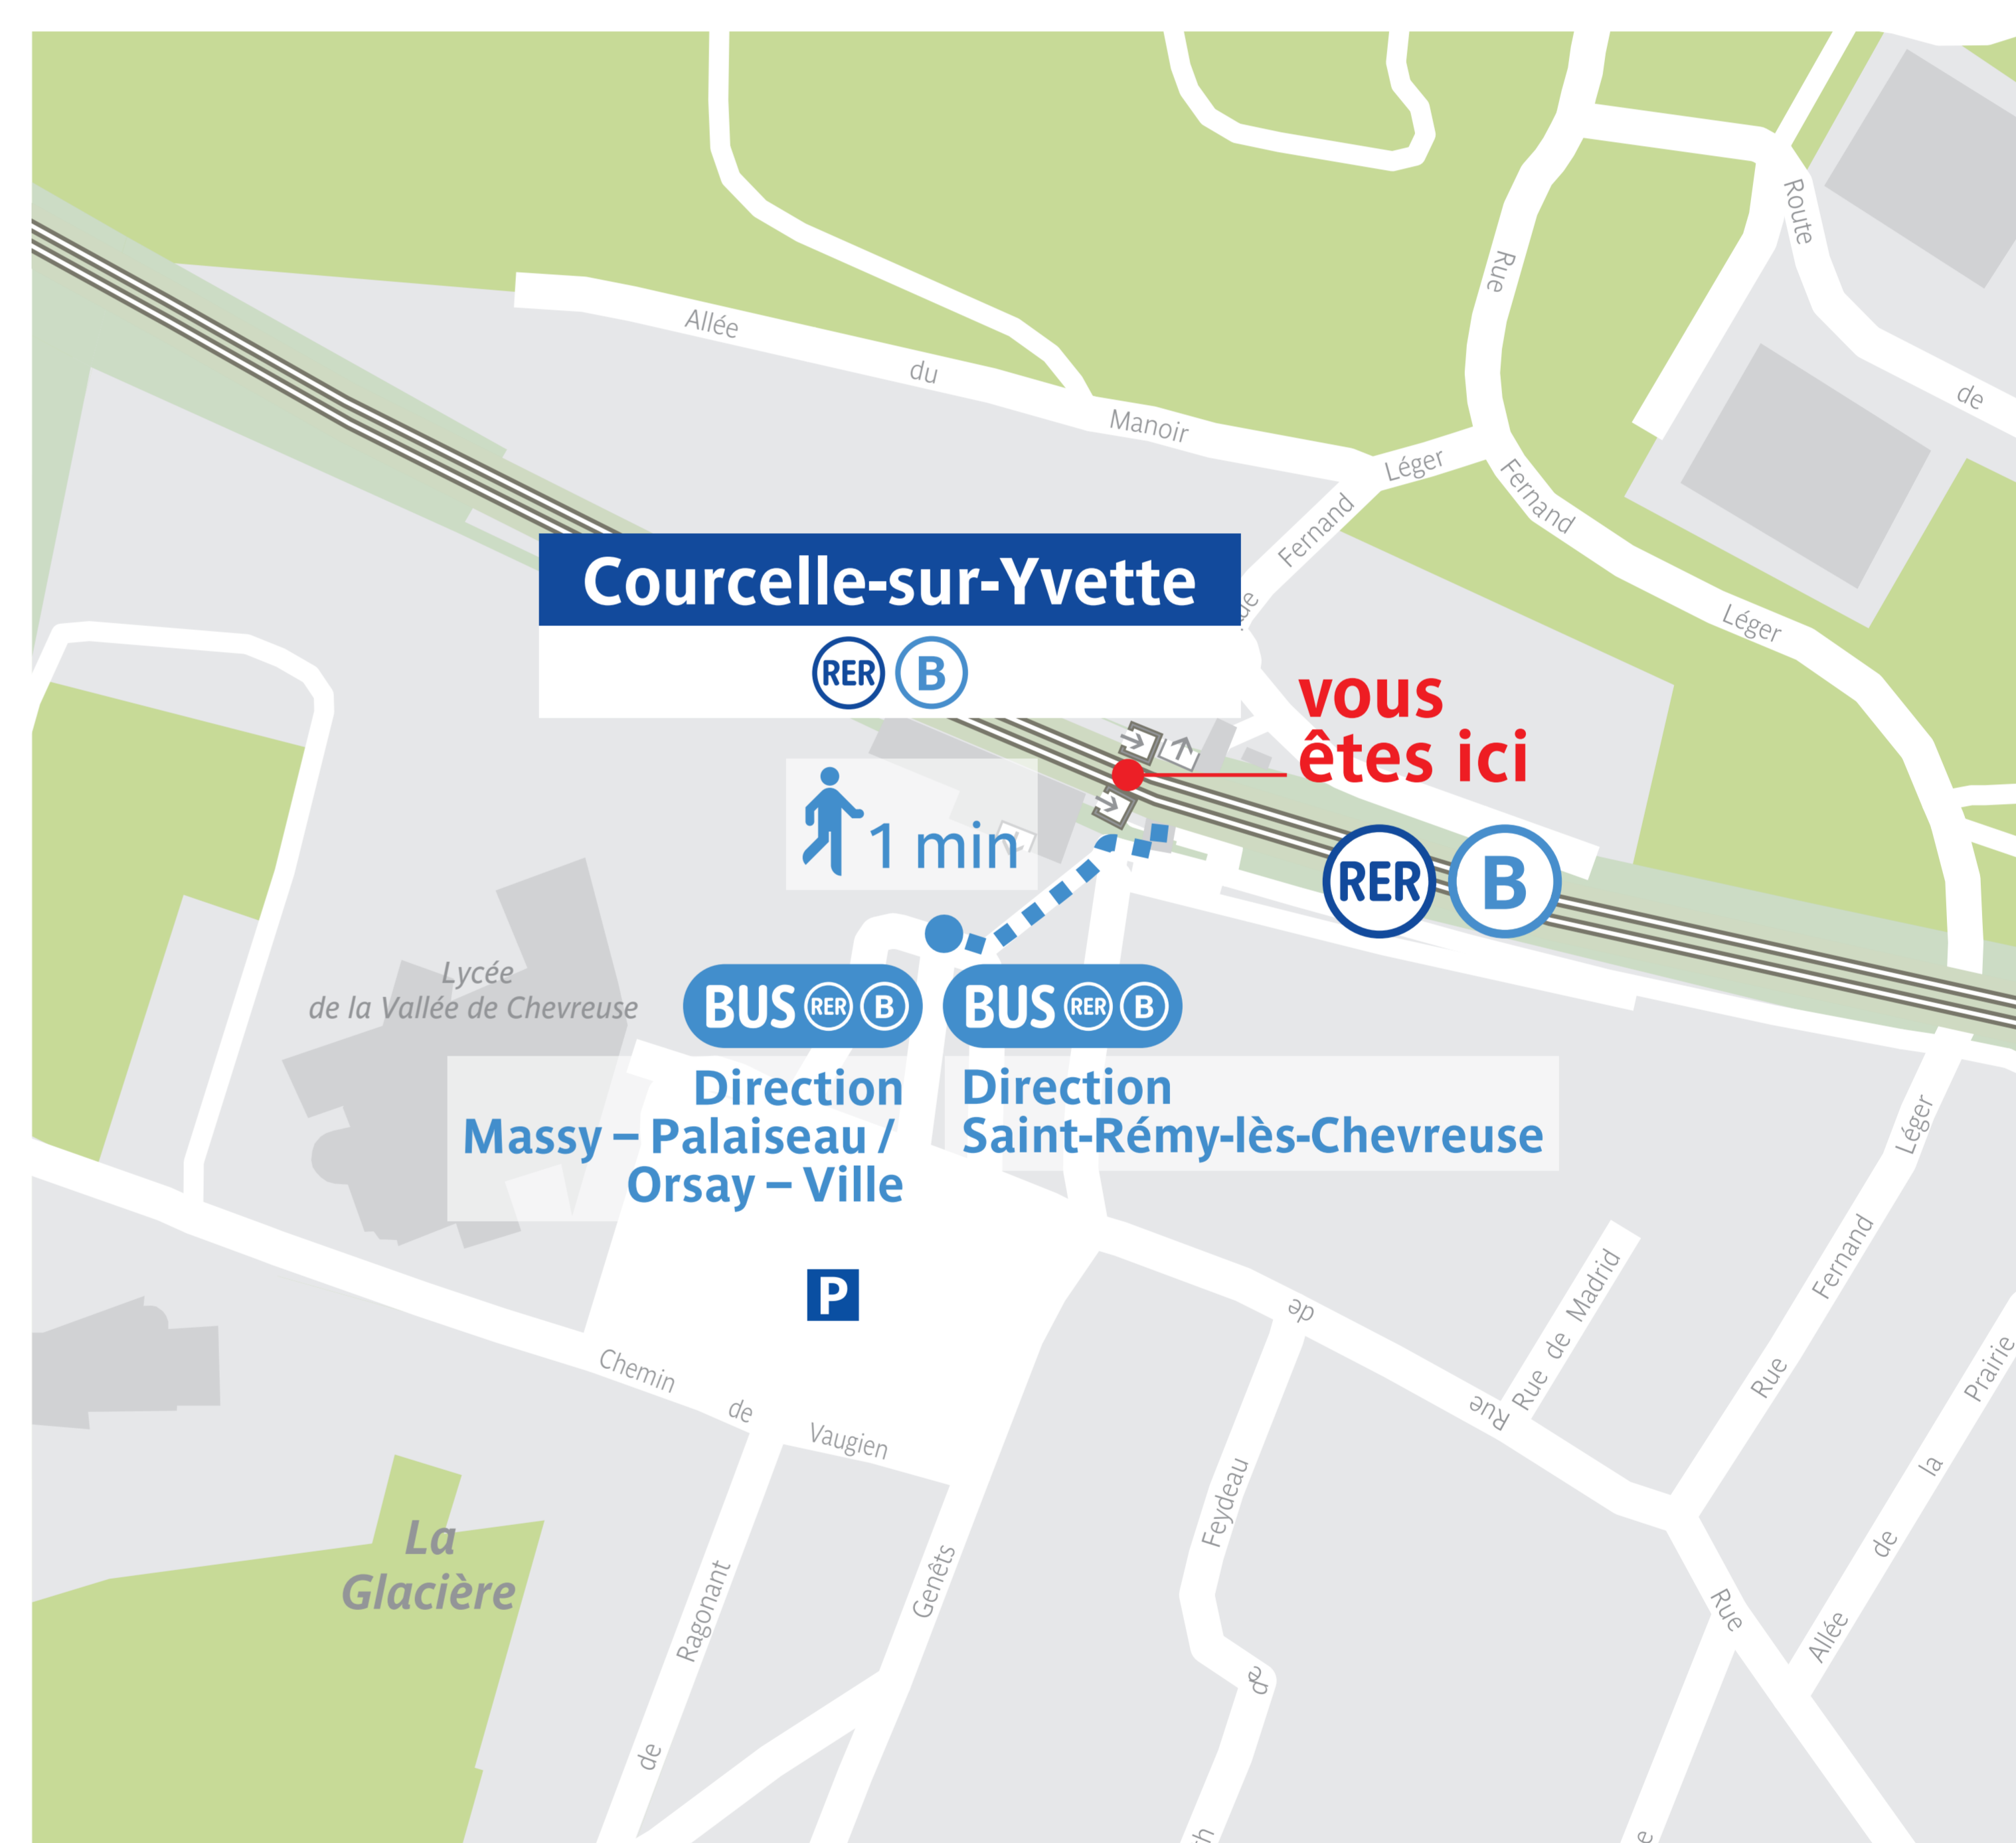 Route
Rue
de
Allée
du
Manoir
Léger
Fernand
Fernand
Léger
Courcelle-sur-Yvette
RER B
vous
êtes ici
1 min
RER B
Lycée
de la Vallée de Chevreuse
BUS RER B
BUS RER B
Direction
Massy – Palaiseau /
Orsay – Ville
Direction
Saint-Rémy-lès-Chevreuse
P
de
Rue
Rue de Madrid
Rue Fernand Léger
Chemin de Vaugien
Allée de la Prairie
La
Glacière
de Ragonant
Genêts
Feydeau
de
Rue